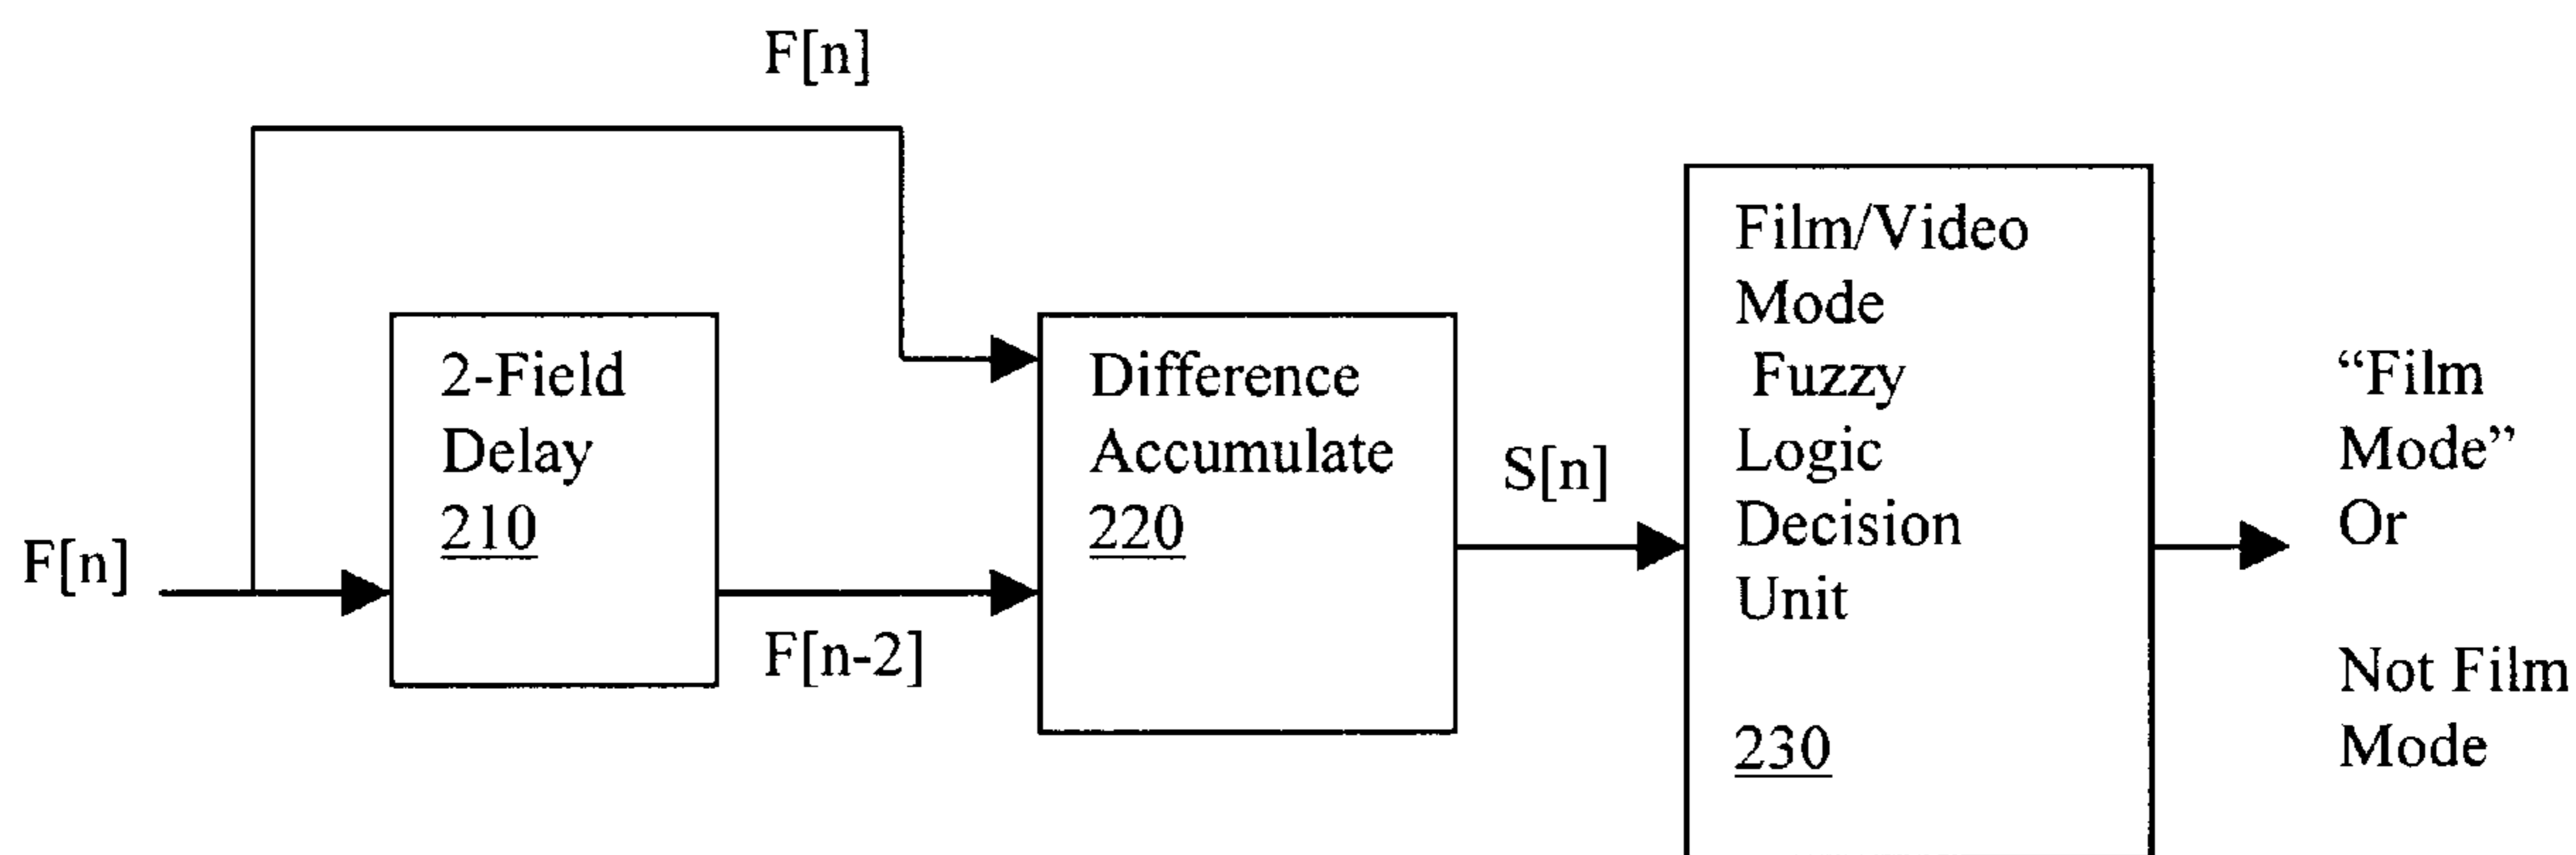 F[n]
F[n]
2-Field
Delay
210
F[n-2]
Difference
Accumulate
220
S[n]
Film/Video
Mode
Fuzzy
Logic
Decision
Unit
230
“Film
Mode”
Or
Not Film
Mode